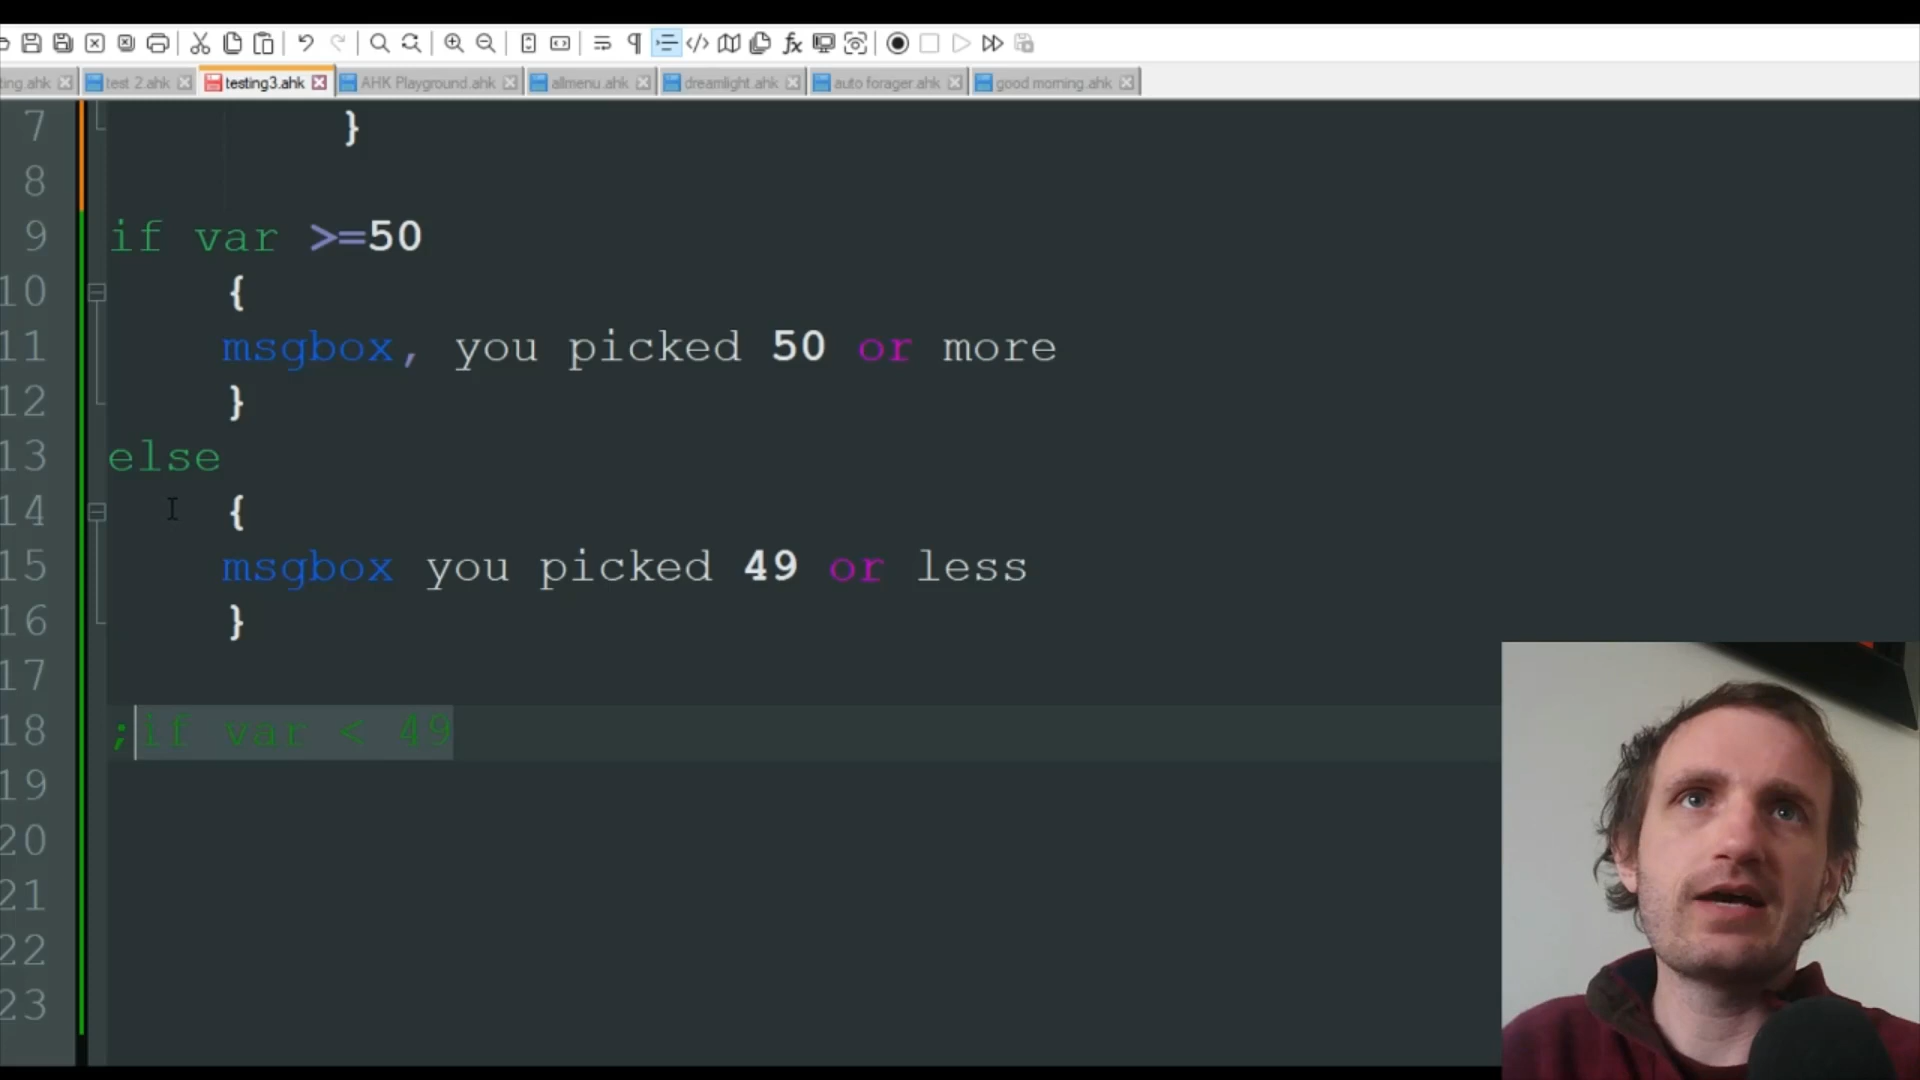 ting.ahk test 2.ahk testing3.ahk AHK Playground.ahk allmenu.ahk dreamlight.ahk auto forager.ahk good morning.ahk
7 }
8
9 if var >=50
10 {
11 msgbox, you picked 50 or more
12 }
13 else
14 {
15 msgbox you picked 49 or less
16 }
17
18 ;if var < 49
19
20
21
22
23